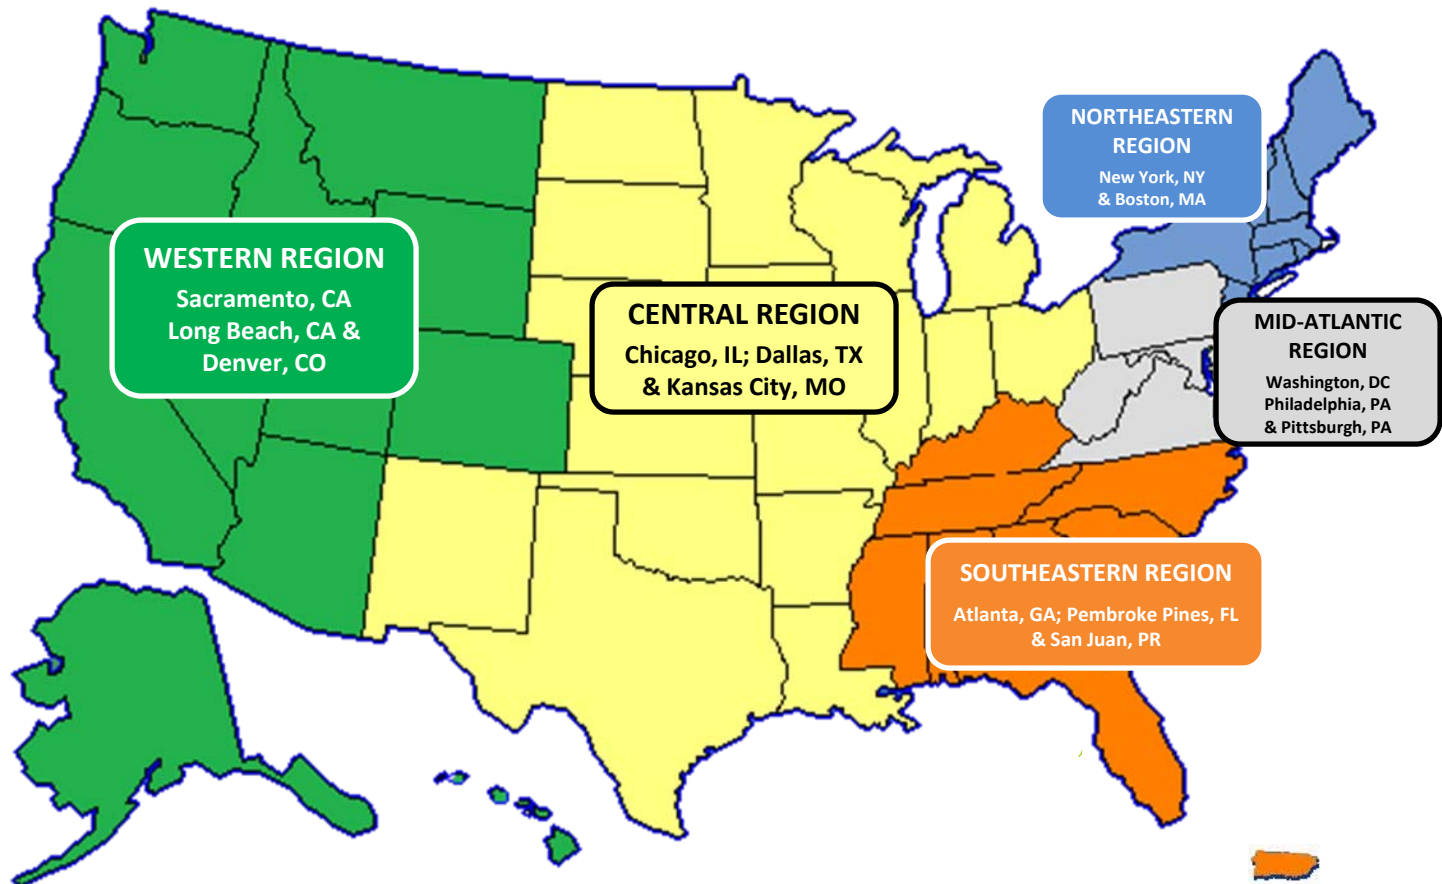 NORTHEASTERN
REGION
New York, NY
& Boston, MA
WESTERN REGION
Sacramento, CA
Long Beach, CA &
Denver, CO
CENTRAL REGION
Chicago, IL; Dallas, TX
& Kansas City, MO
MID-ATLANTIC
REGION
Washington, DC
Philadelphia, PA
& Pittsburgh, PA
SOUTHEASTERN REGION
Atlanta, GA; Pembroke Pines, FL
& San Juan, PR